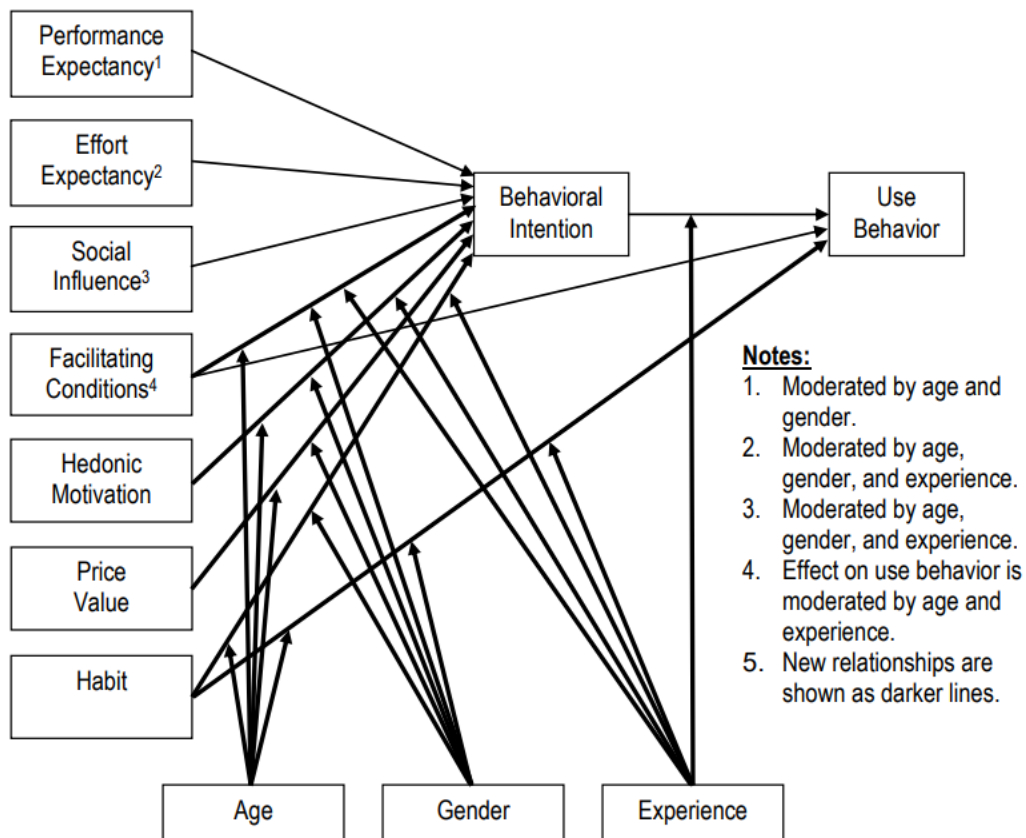 Performance
Expectancy¹
Effort
Expectancy²
Social
Influence³
Facilitating
Conditions⁴
Hedonic
Motivation
Price
Value
Habit
Behavioral
Intention
Use
Behavior
Notes:
1. Moderated by age and
gender.
2. Moderated by age,
gender, and experience.
3. Moderated by age,
gender, and experience.
4. Effect on use behavior is
moderated by age and
experience.
5. New relationships are
shown as darker lines.
Age
Gender
Experience